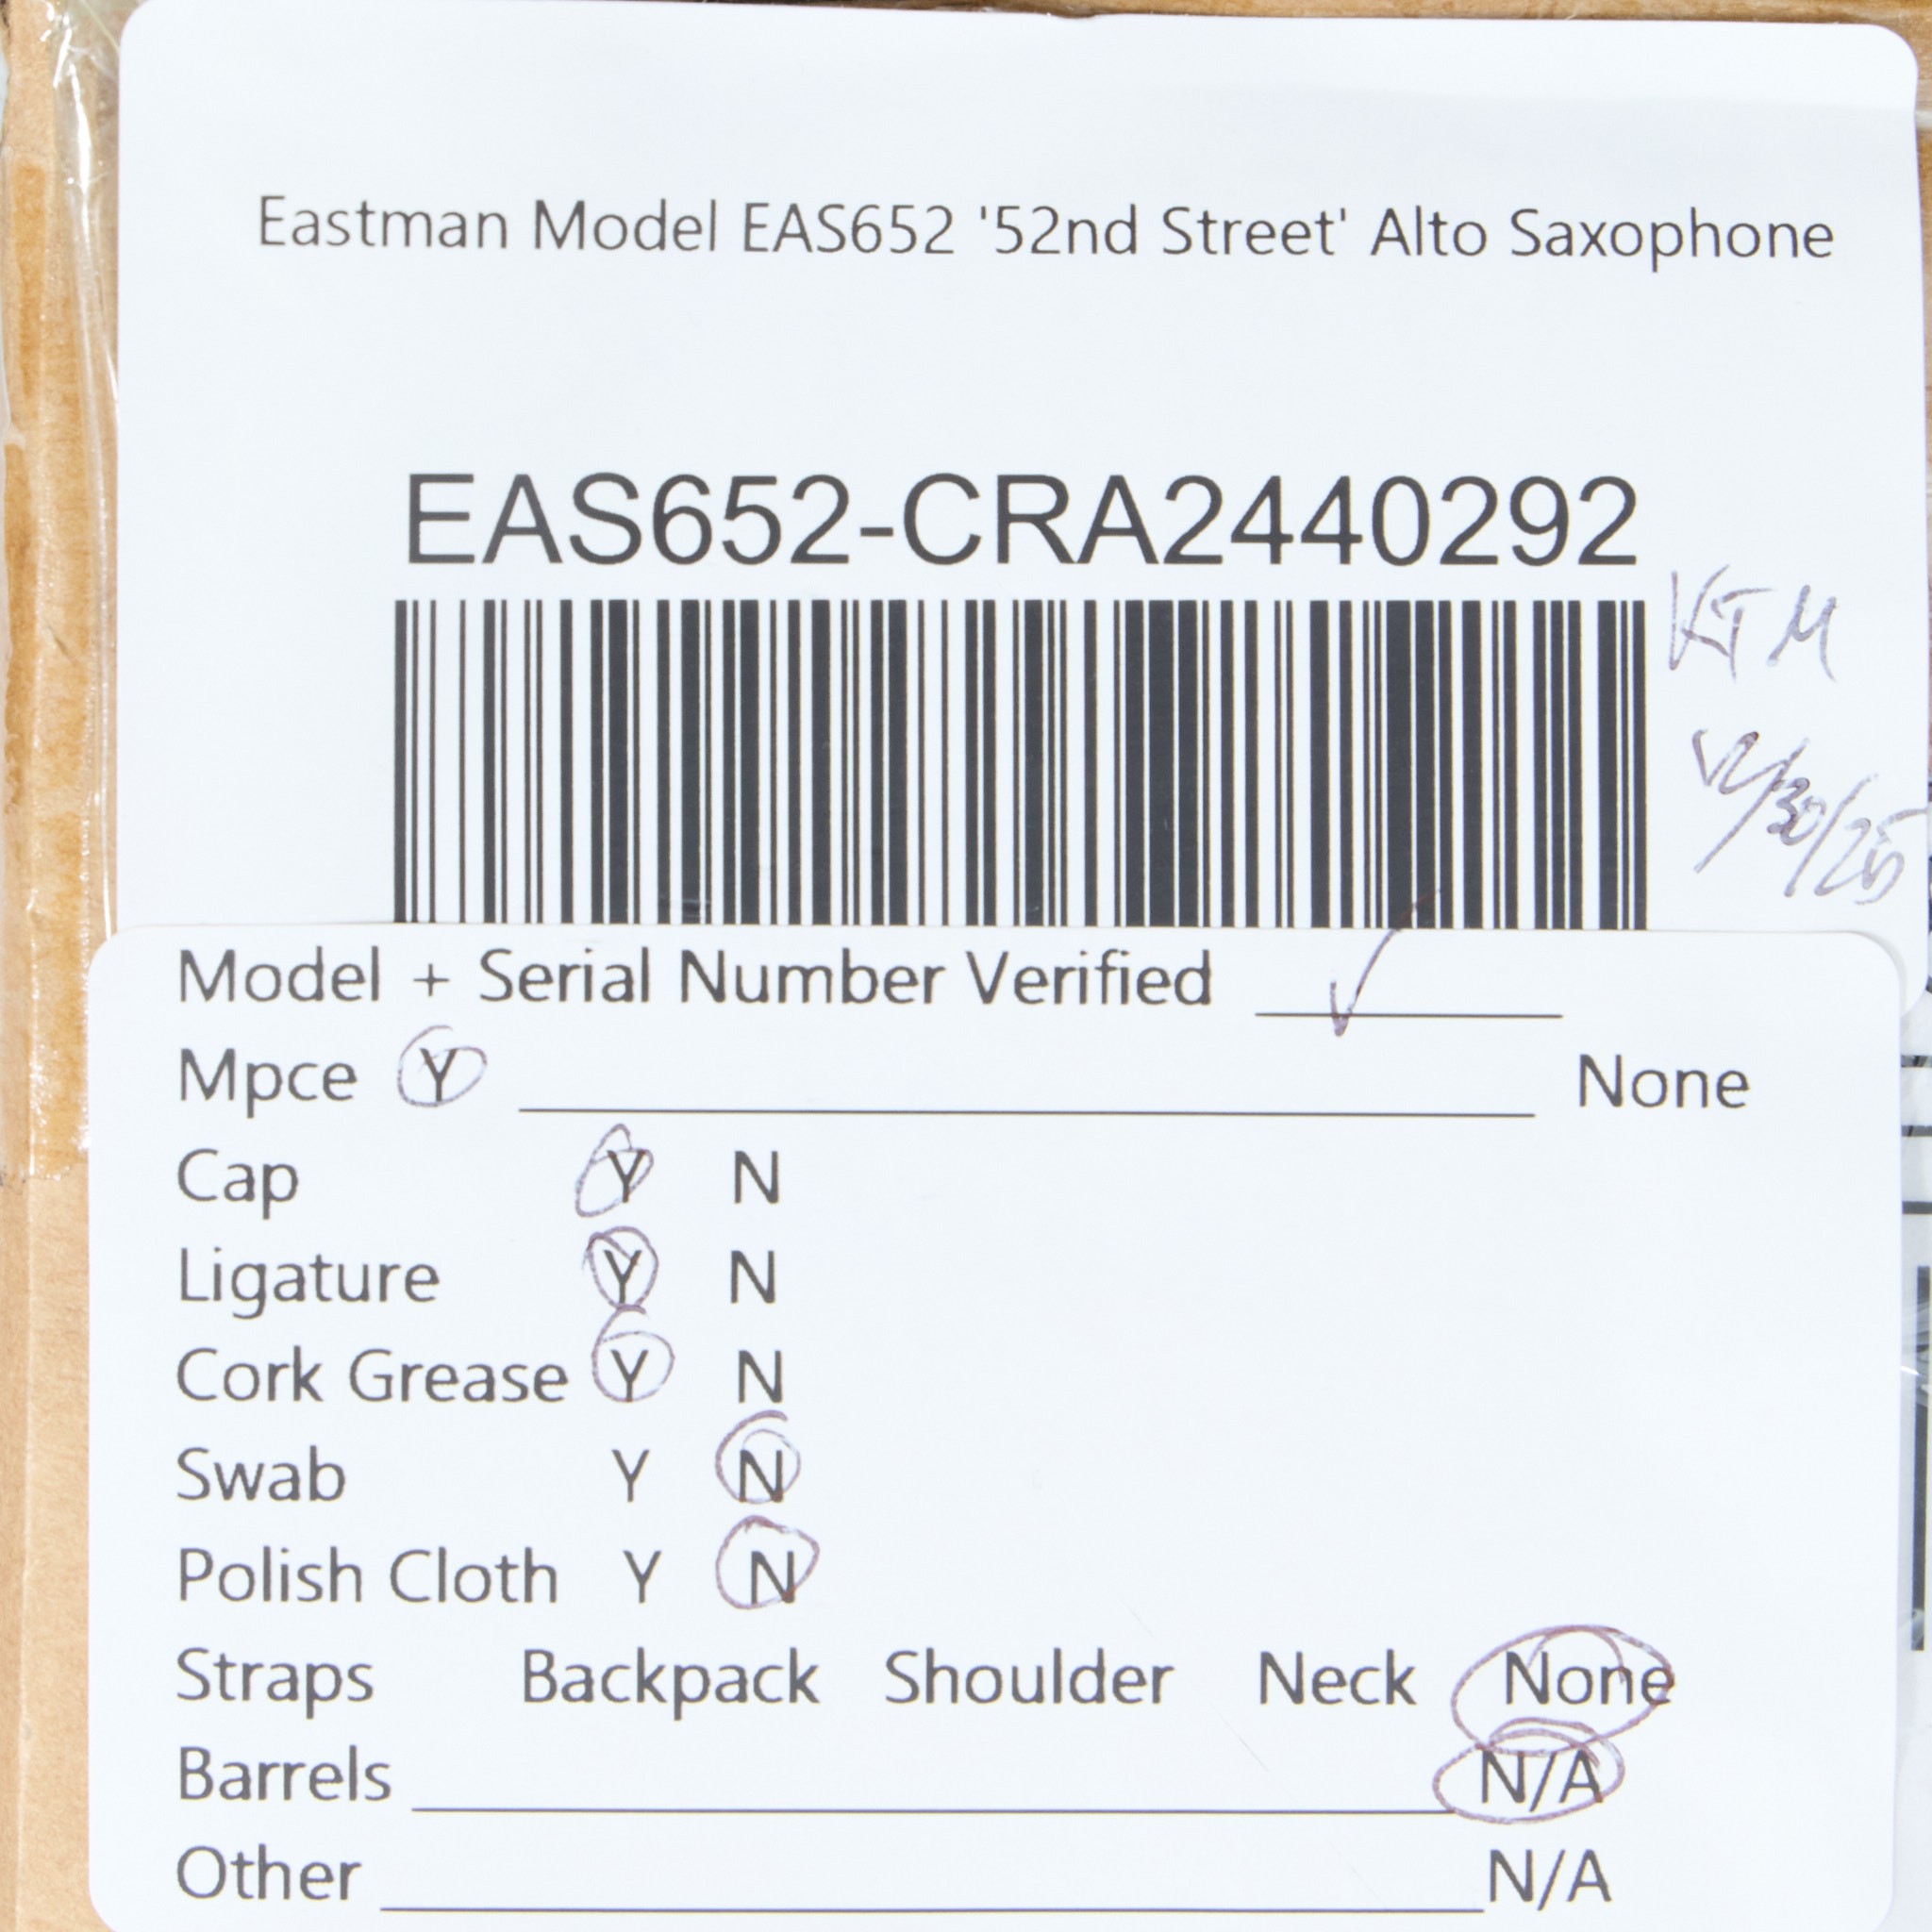 Eastman Model EAS652 '52nd Street' Alto Saxophone
EAS652-CRA2440292
KTM
12/30/25
Model + Serial Number Verified ✓
Mpce Y None
Cap Y N
Ligature Y N
Cork Grease Y N
Swab Y N
Polish Cloth Y N
Straps Backpack Shoulder Neck None
Barrels N/A
Other N/A